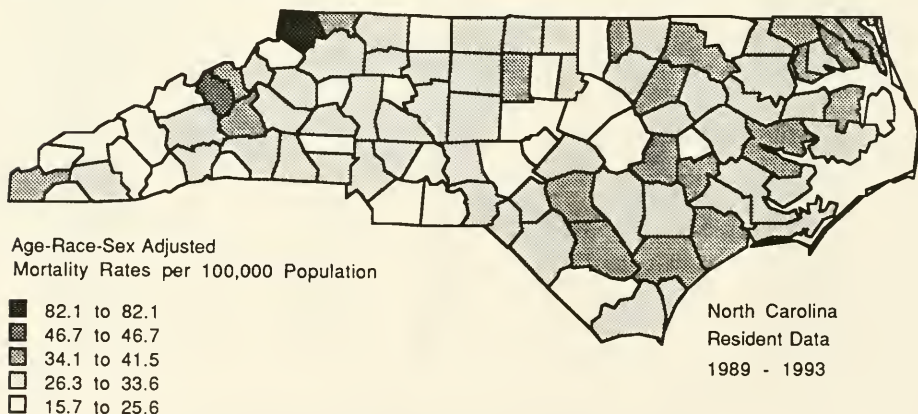 Age-Race-Sex Adjusted
Mortality Rates per 100,000 Population
82.1 to 82.1
46.7 to 46.7
34.1 to 41.5
26.3 to 33.6
15.7 to 25.6
North Carolina
Resident Data
1989 - 1993